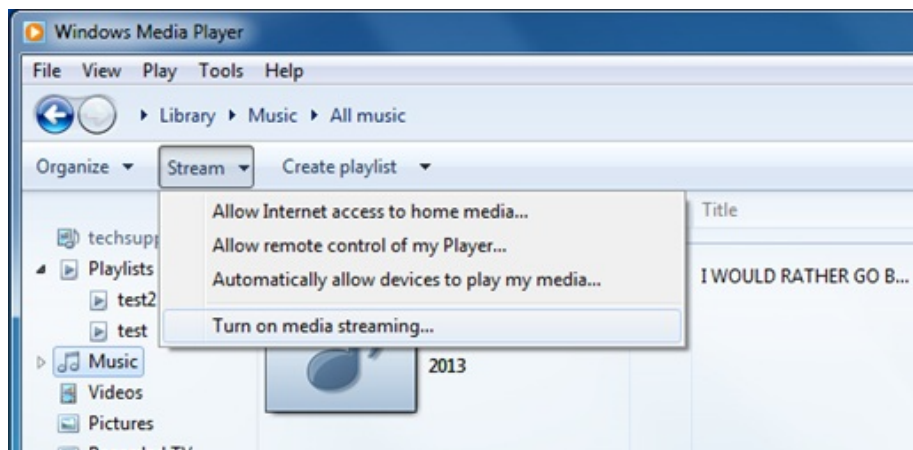 Windows Media Player
File View Play Tools Help
Library Music All music
Organize Stream Create playlist
Allow Internet access to home media...
Allow remote control of my Player...
Automatically allow devices to play my media...
Turn on media streaming...
Title
I WOULD RATHER GO B...
2013
techsupp
Playlists
test2
test
Music
Videos
Pictures